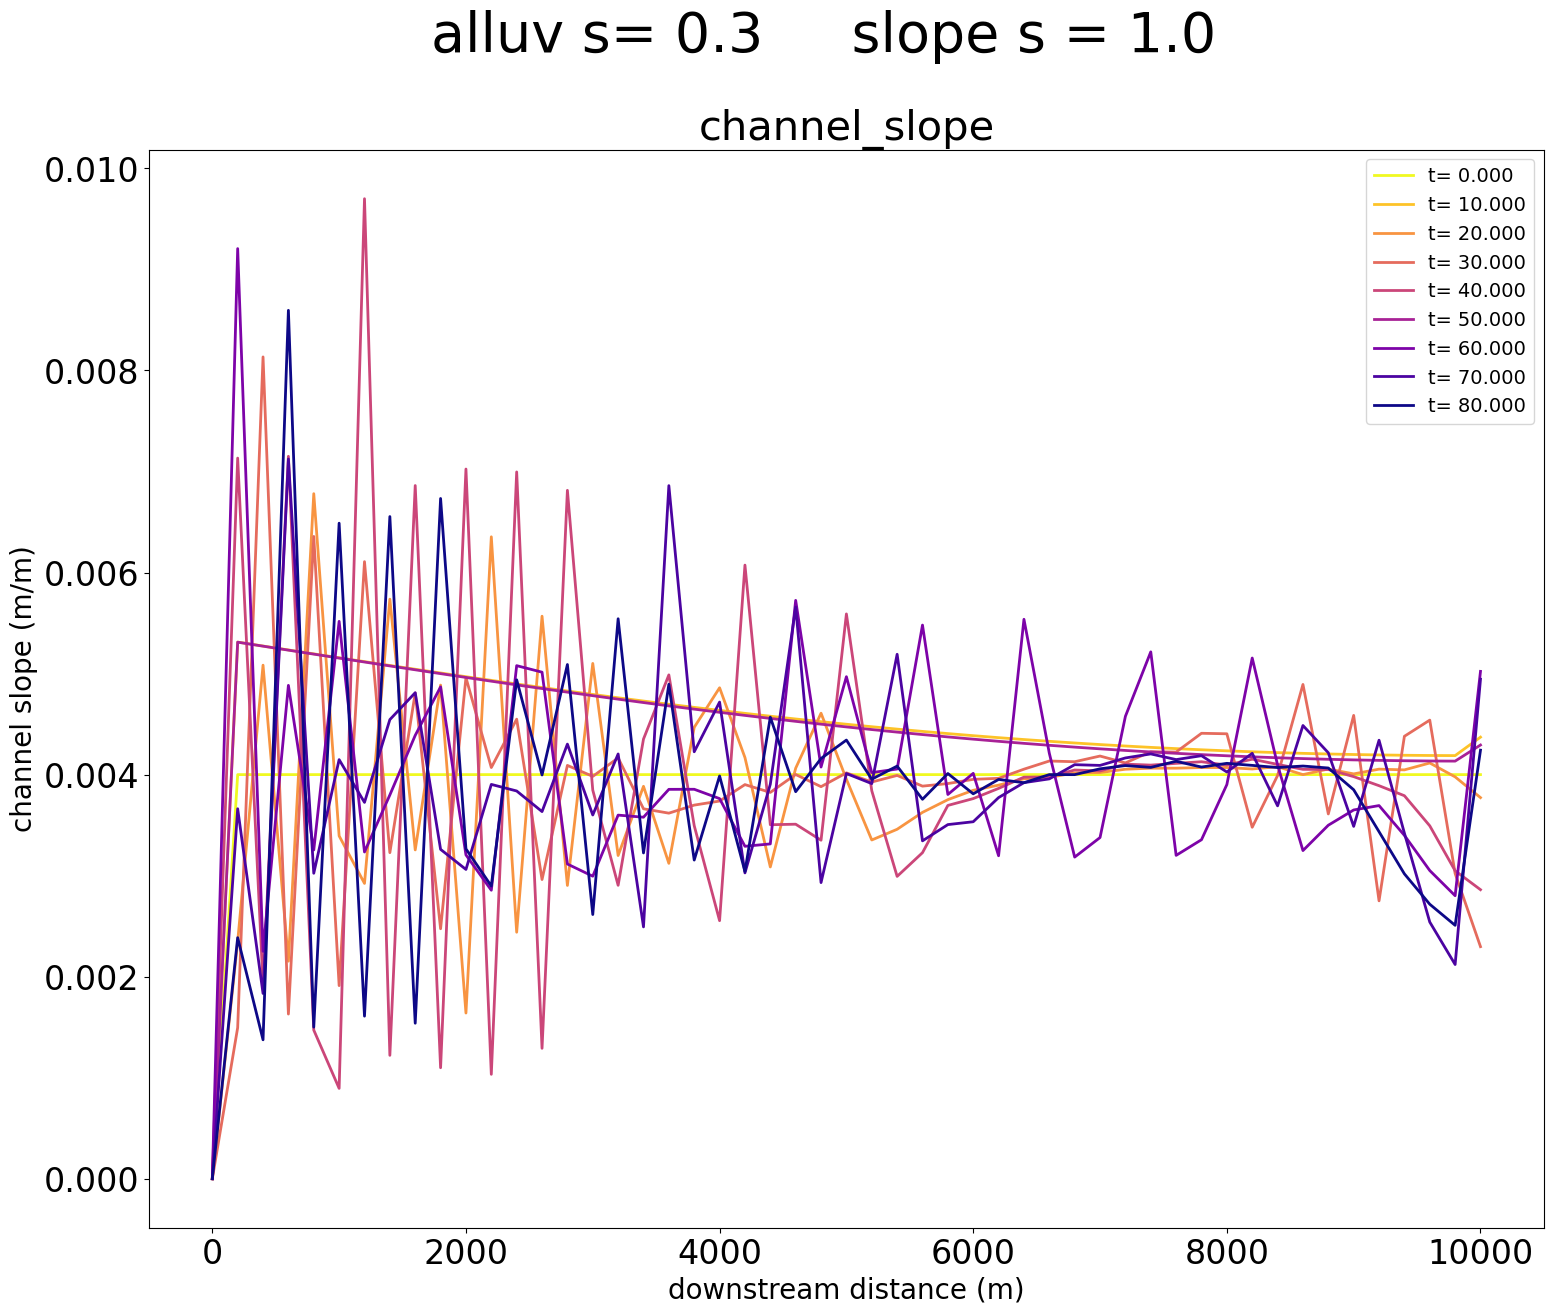 alluv s= 0.3 slope s = 1.0
channel_slope
0.010
0.008
0.006
0.004
0.002
0.000
channel slope (m/m)
t= 0.000
t= 10.000
t= 20.000
t= 30.000
t= 40.000
t= 50.000
t= 60.000
t= 70.000
t= 80.000
0 2000 4000 6000 8000 10000
downstream distance (m)